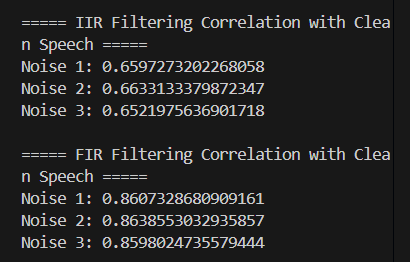 ===== IIR Filtering Correlation with Clea
n Speech =====
Noise 1: 0.6597273202268058
Noise 2: 0.6633133379872347
Noise 3: 0.6521975636901718
===== FIR Filtering Correlation with Clea
n Speech =====
Noise 1: 0.8607328680909161
Noise 2: 0.8638553032935857
Noise 3: 0.8598024735579444